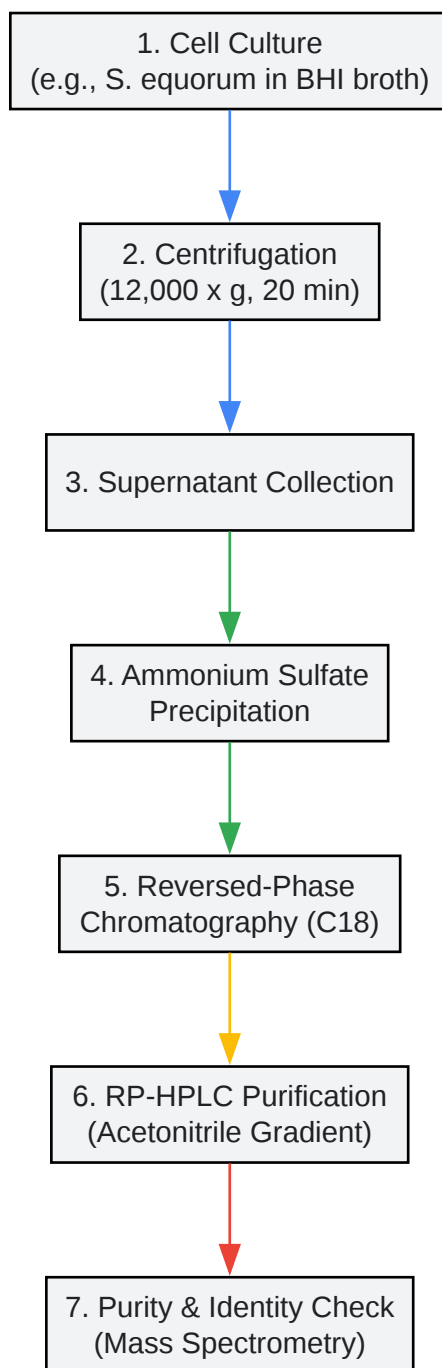 1. Cell Culture
(e.g., S. equorum in BHI broth)
2. Centrifugation
(12,000 x g, 20 min)
3. Supernatant Collection
4. Ammonium Sulfate
Precipitation
5. Reversed-Phase
Chromatography (C18)
6. RP-HPLC Purification
(Acetonitrile Gradient)
7. Purity & Identity Check
(Mass Spectrometry)